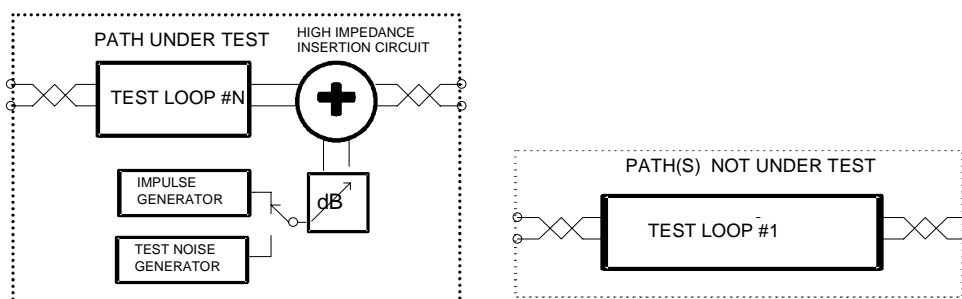 PATH UNDER TEST
HIGH IMPEDANCE
INSERTION CIRCUIT
TEST LOOP #N
IMPULSE
GENERATOR
dB
TEST NOISE
GENERATOR
PATH(S) NOT UNDER TEST
TEST LOOP #1